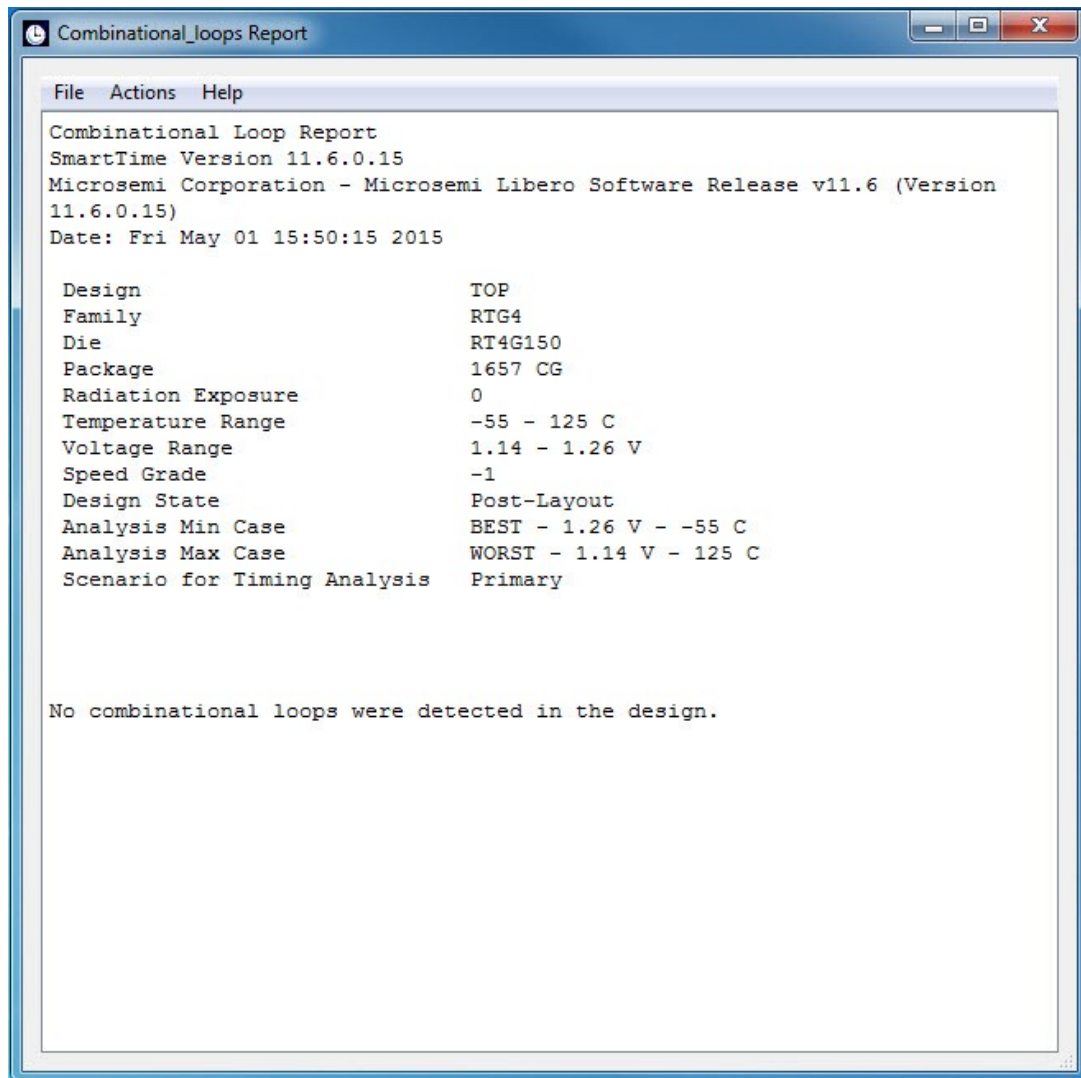 Combinational_loops Report
File Actions Help
Combinational Loop Report
SmartTime Version 11.6.0.15
Microsemi Corporation - Microsemi Libero Software Release v11.6 (Version
11.6.0.15)
Date: Fri May 01 15:50:15 2015
Design TOP
Family RTG4
Die RT4G150
Package 1657 CG
Radiation Exposure 0
Temperature Range -55 - 125 C
Voltage Range 1.14 - 1.26 V
Speed Grade -1
Design State Post-Layout
Analysis Min Case BEST - 1.26 V - -55 C
Analysis Max Case WORST - 1.14 V - 125 C
Scenario for Timing Analysis Primary
No combinational loops were detected in the design.